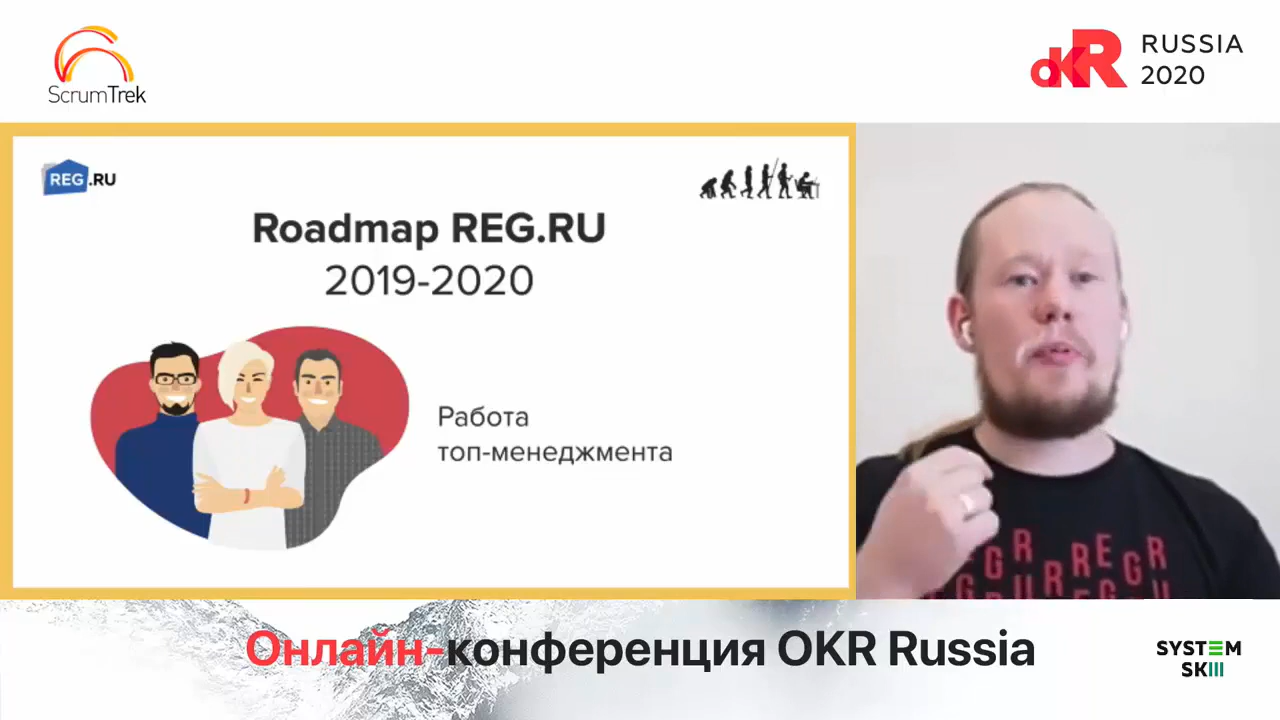 ScrumTrek
OKR RUSSIA
2020
REG.RU
Roadmap REG.RU
2019-2020
Работа
топ-менеджмента
Онлайн-конференция OKR Russia
SYSTEM
SKILL